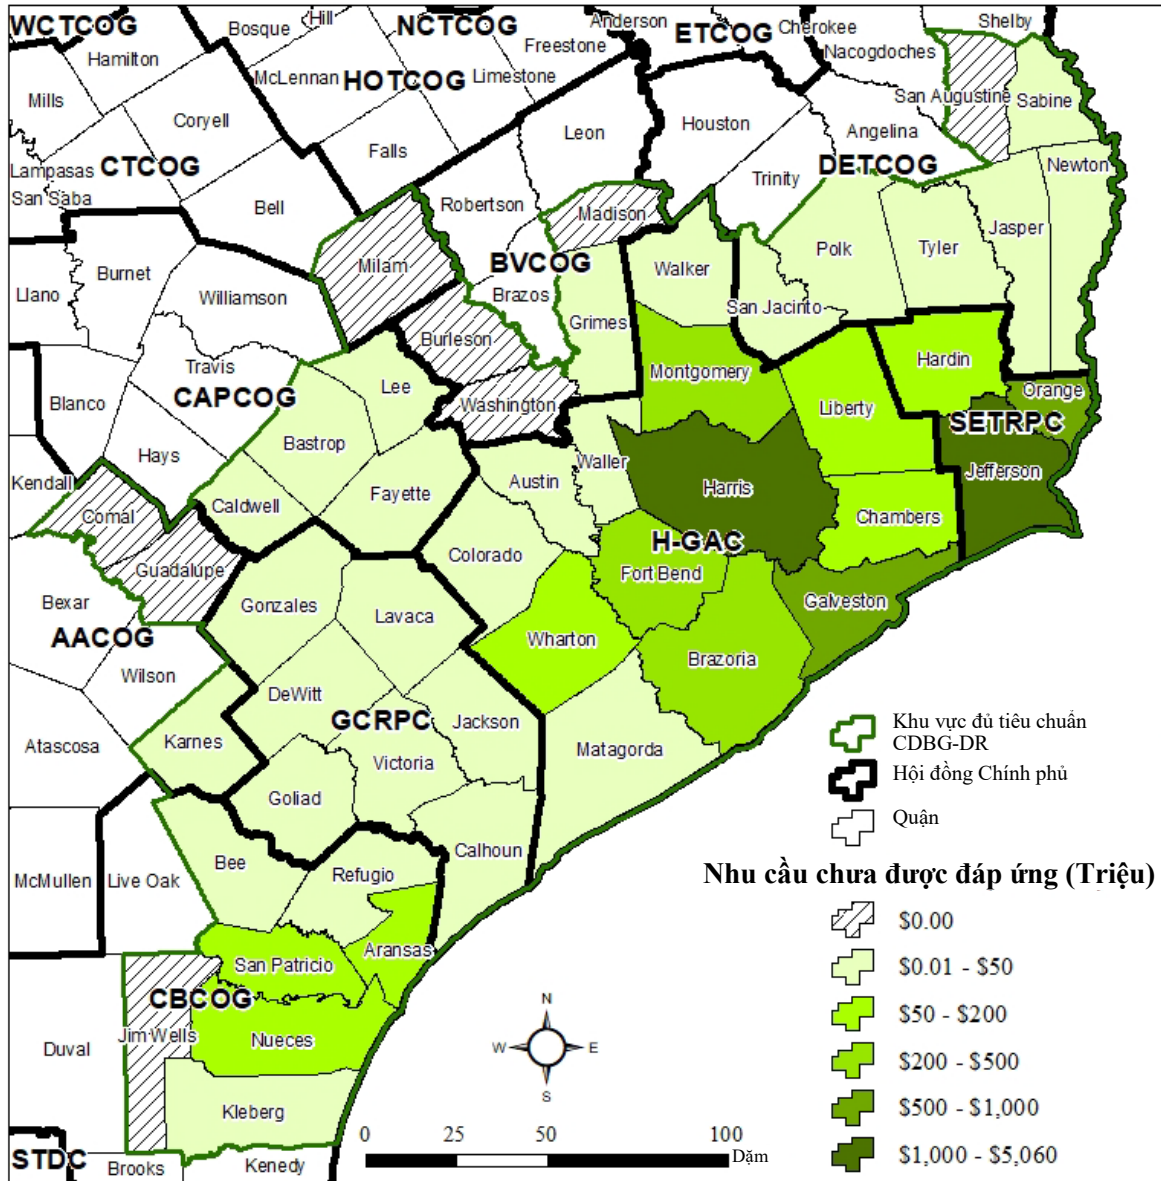 WCTCOG
Hill
Bosque
NCTCOG
Anderson
ETCOG
Cherokee
Shelby
Hamilton
Freestone
Nacogdoches
McLennan
HOTCOG
Limestone
Mills
San Augustine
Sabine
Coryell
Leon
Houston
Angelina
Falls
Lampasas
CTCOG
DETCOG
Newton
San Saba
Trinity
Bell
Robertson
Madison
Jasper
Milam
Polk
Tyler
Burnet
BVCOG
Walker
Llano
Williamson
Brazos
San Jacinto
Grimes
Burleson
Hardin
Travis
Montgomery
Lee
Orange
CAPCOG
Blanco
Washington
Liberty
SETRPC
Bastrop
Hays
Waller
Jefferson
Kendall
Austin
Harris
Fayette
Caldwell
Comal
Chambers
H-GAC
Colorado
Guadalupe
Fort Bend
Bexar
Gonzales
Lavaca
Galveston
AACOG
Wharton
Brazoria
Wilson
DeWitt
GCRPC
Jackson
Karnes
Atascosa
Matagorda
Victoria
Goliad
Calhoun
Bee
Refugio
McMullen
Live Oak
Aransas
San Patricio
CBCOG
Jim Wells
Nueces
Duval
Kleberg
STDC
Brooks
Kenedy
Khu vực đủ tiêu chuẩn
CDBG-DR
Hội đồng Chính phủ
Quận
Nhu cầu chưa được đáp ứng (Triệu)
$0.00
$0.01 - $50
$50 - $200
$200 - $500
$500 - $1,000
$1,000 - $5,060
N
W
E
S
0
25
50
100
Dặm